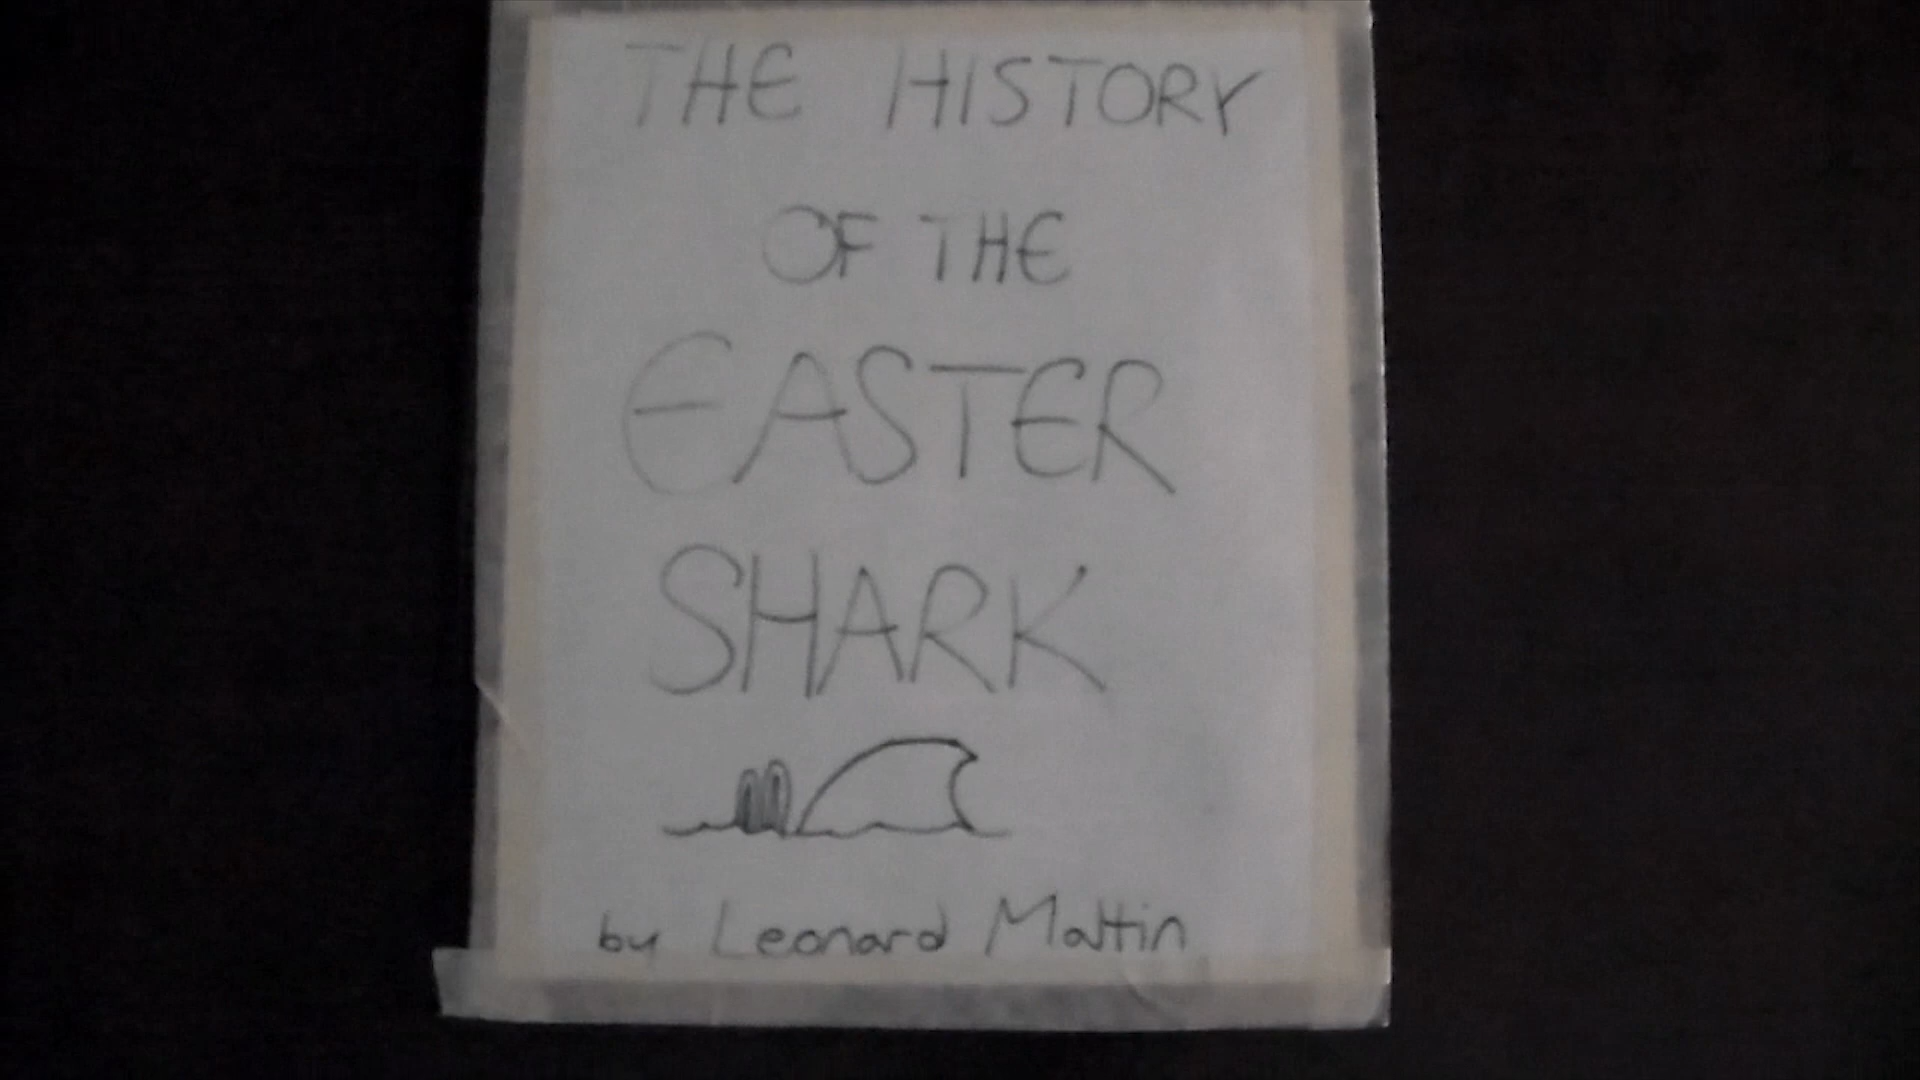 THE HISTORY
OF THE
EASTER
SHARK
by Leonard Maltin